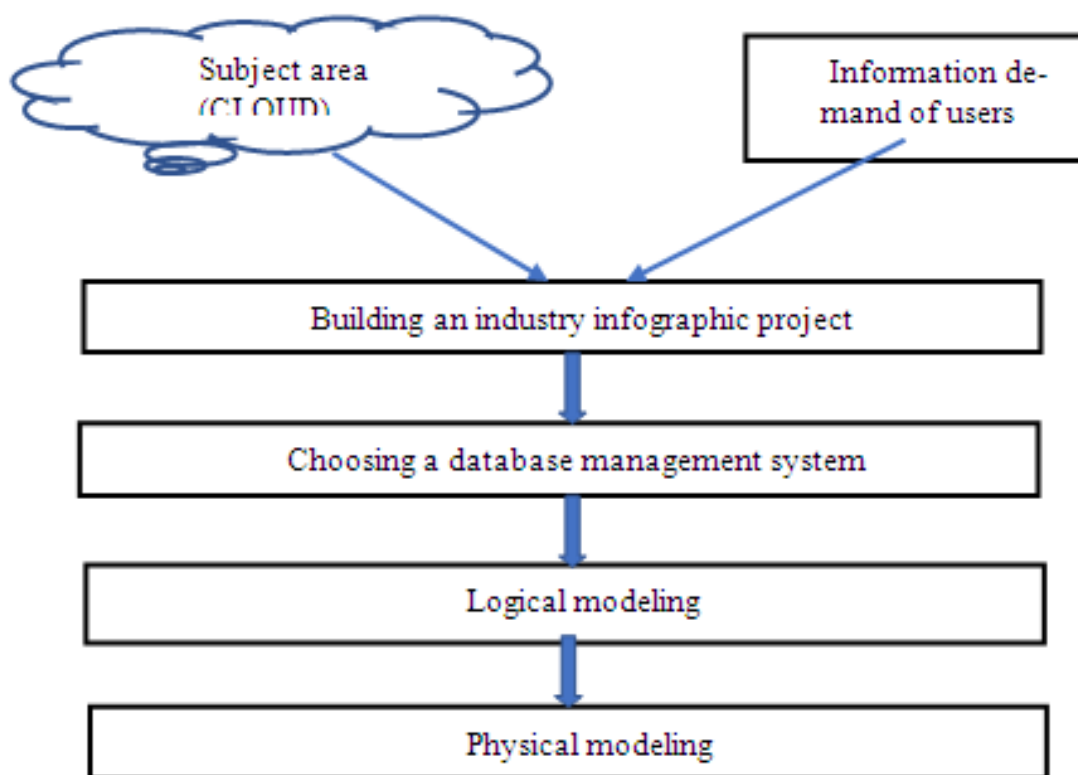 Subject area
(CLOUD)
Information de-
mand of users
Building an industry infographic project
Choosing a database management system
Logical modeling
Physical modeling